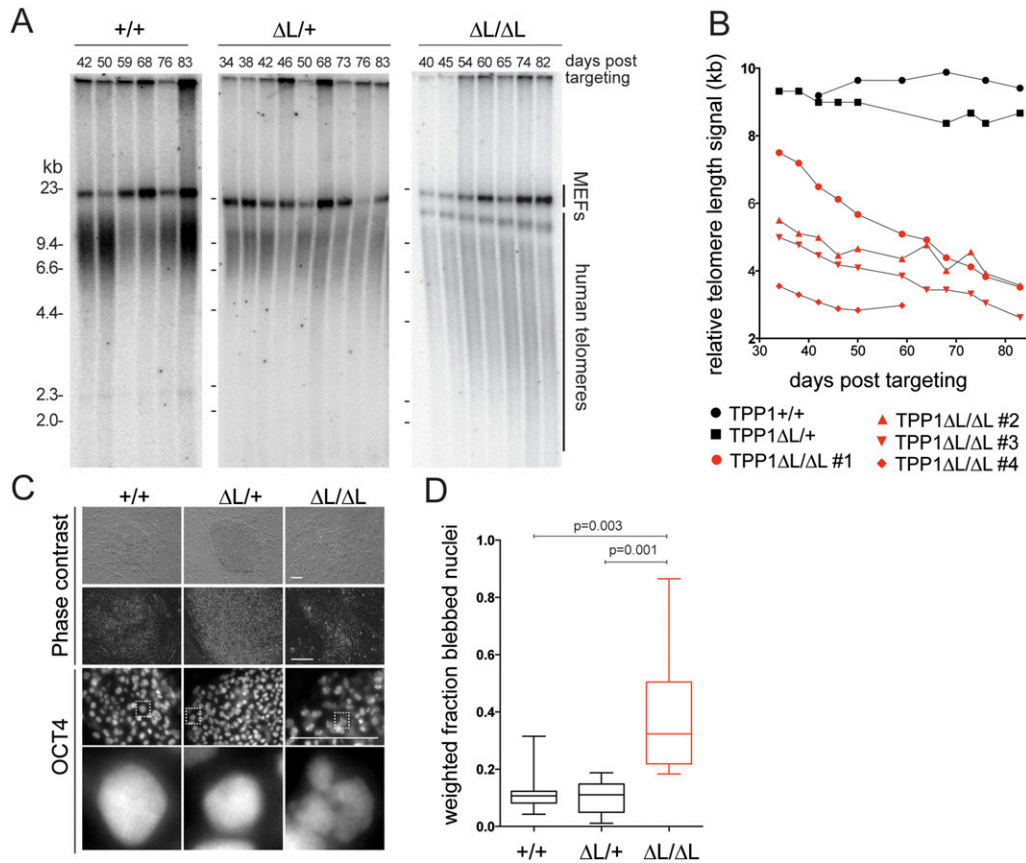 A
+/+
ΔL/+
ΔL/ΔL
42 50 59 68 76 83
34 38 42 46 50 68 73 76 83
40 45 54 60 65 74 82
days post
targeting
kb
23-
9.4-
6.6-
4.4-
2.3-
2.0-
MEFs
human telomeres
B
relative telomere length signal (kb)
10
8
6
4
2
30 40 50 60 70 80
days post targeting
TPP1+/+
TPP1ΔL/+
TPP1ΔL/ΔL #1
TPP1ΔL/ΔL #2
TPP1ΔL/ΔL #3
TPP1ΔL/ΔL #4
C
+/+
ΔL/+
ΔL/ΔL
Phase contrast
OCT4
D
weighted fraction blebbed nuclei
p=0.003
p=0.001
1.0
0.8
0.6
0.4
0.2
0.0
+/+
ΔL/+
ΔL/ΔL